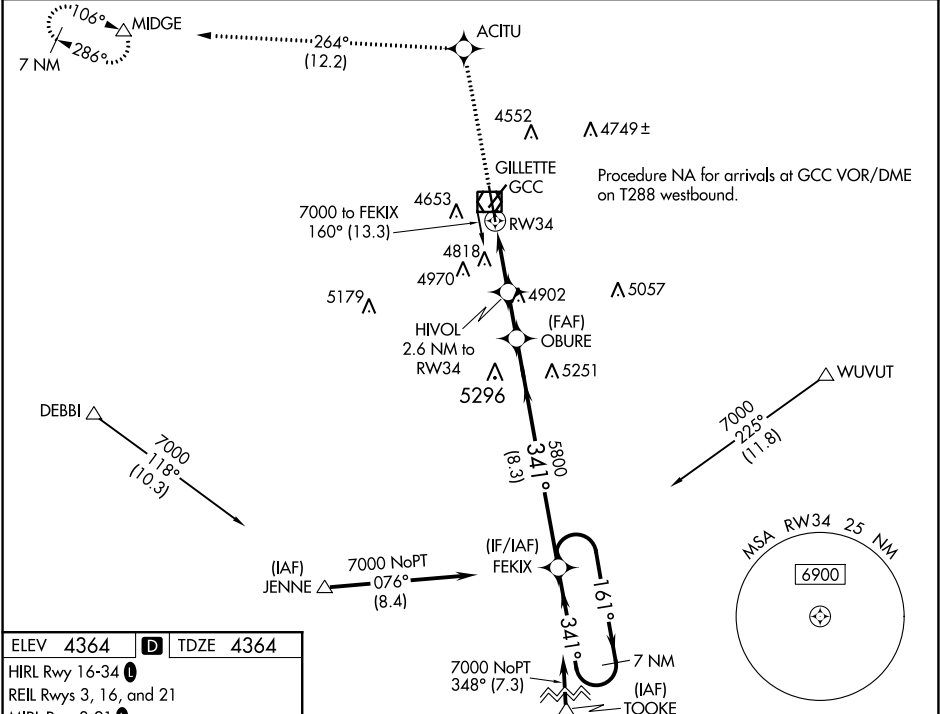 106°
MIDGE
286°
7 NM
264°
(12.2)
ACITU
4552
4749±
GILLETTE
GCC
Procedure NA for arrivals at GCC VOR/DME
on T288 westbound.
4653
7000 to FEKIX
160° (13.3)
RW34
4818
4970
5179
4902
5057
HIVOL
2.6 NM to
RW34
(FAF)
OBURE
5296
5251
WUVUT
DEBBI
7000
118°
(10.3)
7000
225°
(11.8)
5800
341°
(8.3)
(IF/IAF)
FEKIX
(IAF)
JENNE
7000 NoPT
076°
(8.4)
161°
341°
7 NM
7000 NoPT
348° (7.3)
(IAF)
TOOKE
MSA RW34 25 NM
6900
ELEV 4364 D TDZE 4364
HIRL Rwy 16-34 L
REIL Rwys 3, 16, and 21